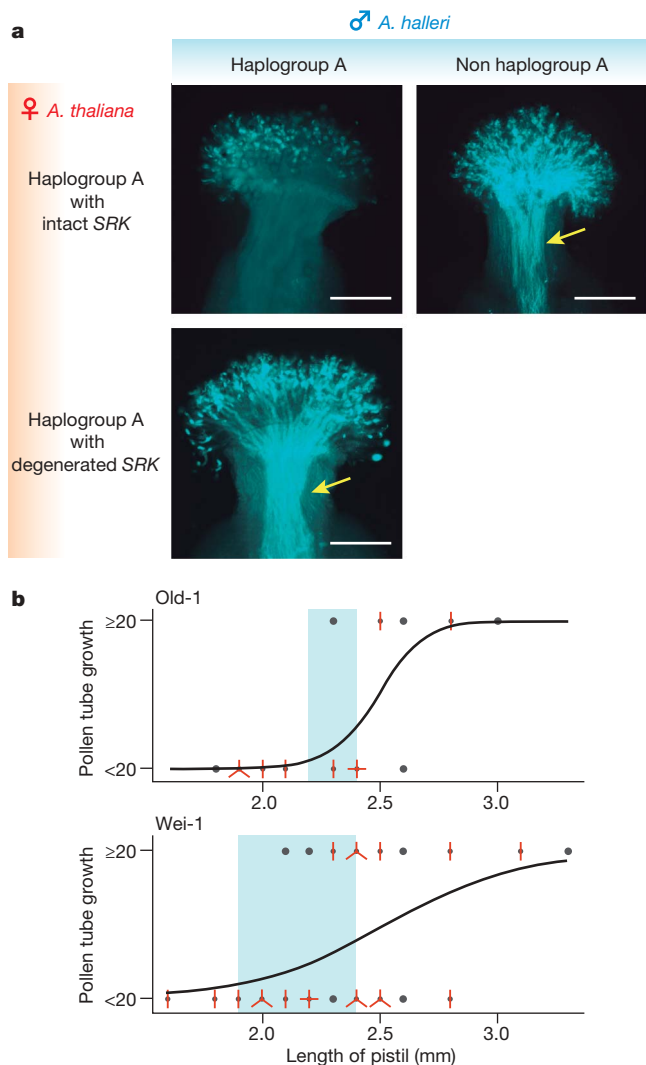 a
♂ A. halleri
Haplogroup A
Non haplogroup A
♀ A. thaliana
Haplogroup A
with
intact SRK
Haplogroup A
with
degenerated SRK
b
Old-1
≥20
Pollen tube growth
<20
2.0
2.5
3.0
Wei-1
≥20
Pollen tube growth
<20
2.0
2.5
3.0
Length of pistil (mm)